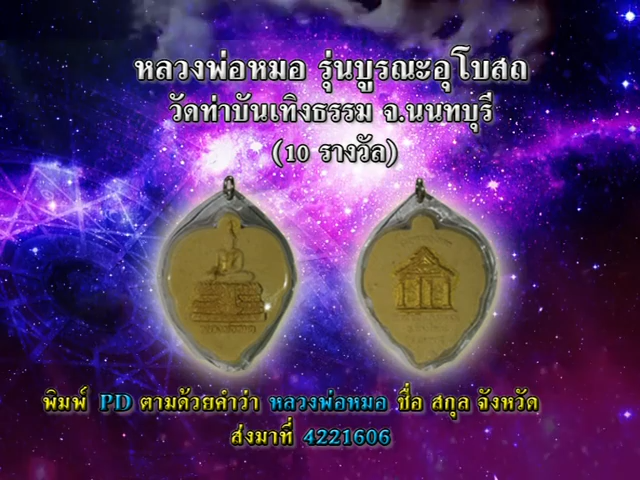 หลวงพ่อหมอ รุ่นบูรณะอุโบสถ
วัดท่าบันเทิงธรรม จ.นนทบุรี
(10 รางวัล)
พิมพ์ PD ตามด้วยคำว่า หลวงพ่อหมอ ชื่อ สกุล จังหวัด
ส่งมาที่ 4221606